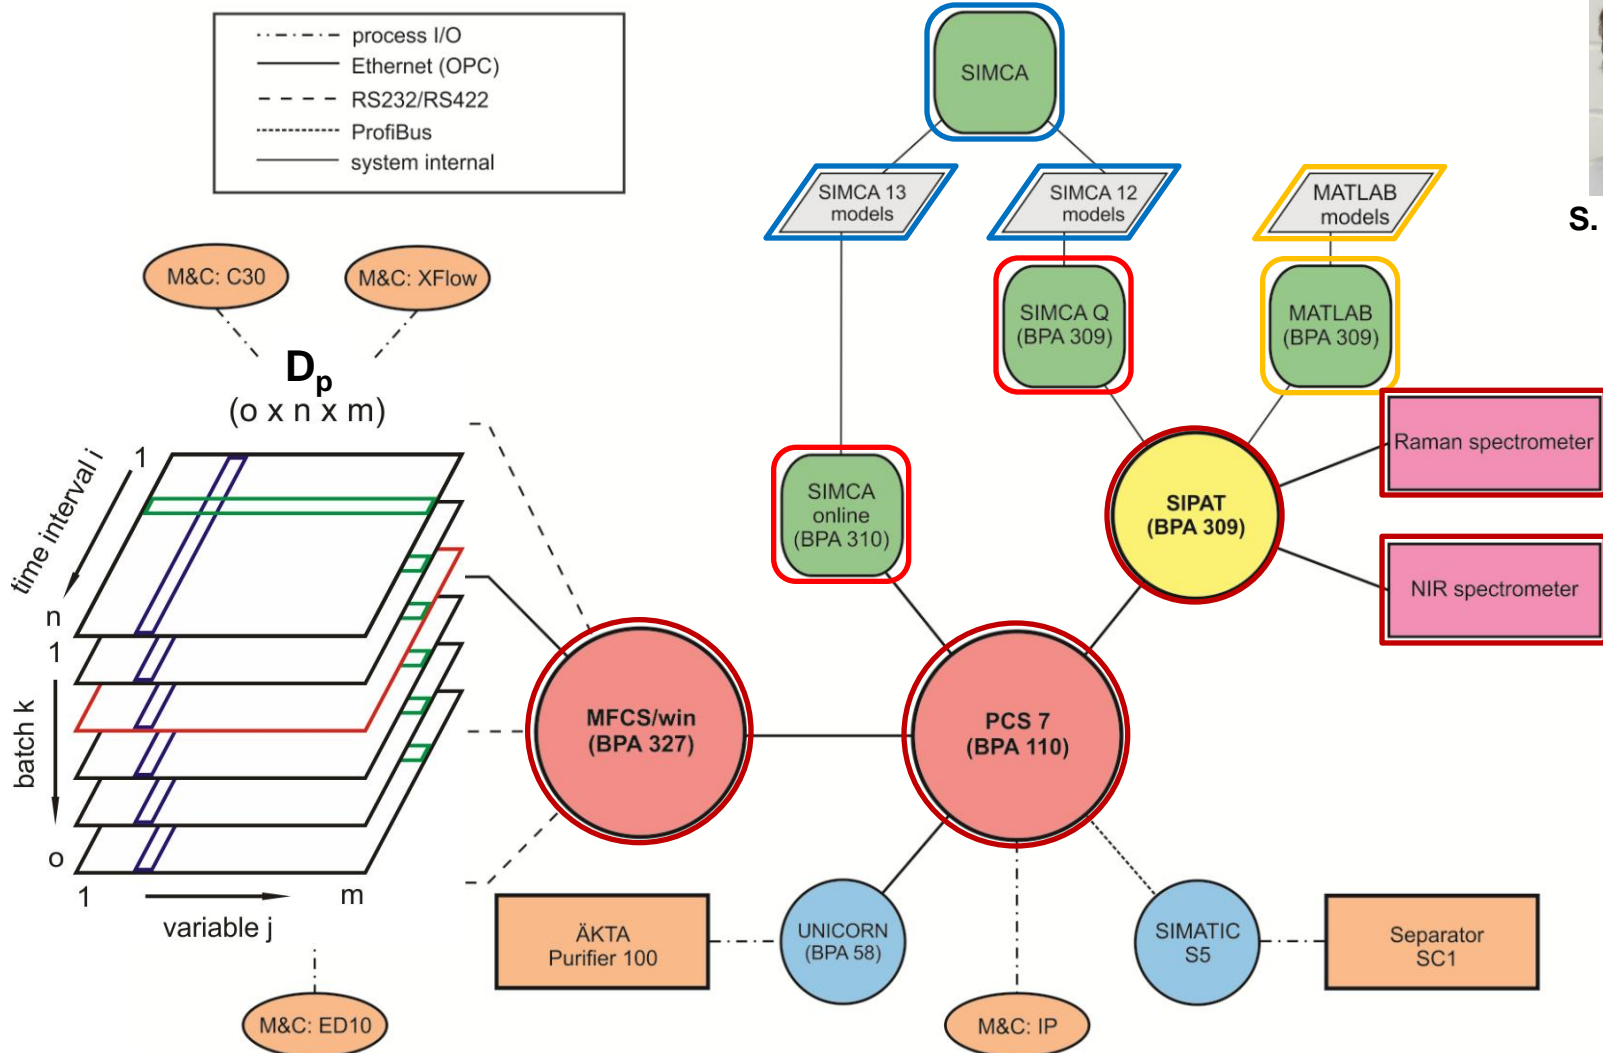 process I/O
Ethernet (OPC)
RS232/RS422
ProfiBus
system internal
SIMCA
SIMCA 13
models
SIMCA 12
models
MATLAB
models
S.
M&C: C30
M&C: XFlow
SIMCA Q
(BPA 309)
MATLAB
(BPA 309)
Dp
(o x n x m)
Raman spectrometer
time interval i
1
n
SIMCA
online
(BPA 310)
SIPAT
(BPA 309)
NIR spectrometer
1
batch k
o
MFCS/win
(BPA 327)
PCS 7
(BPA 110)
1
m
variable j
ÄKTA
Purifier 100
UNICORN
(BPA 58)
SIMATIC
S5
Separator
SC1
M&C: ED10
M&C: IP